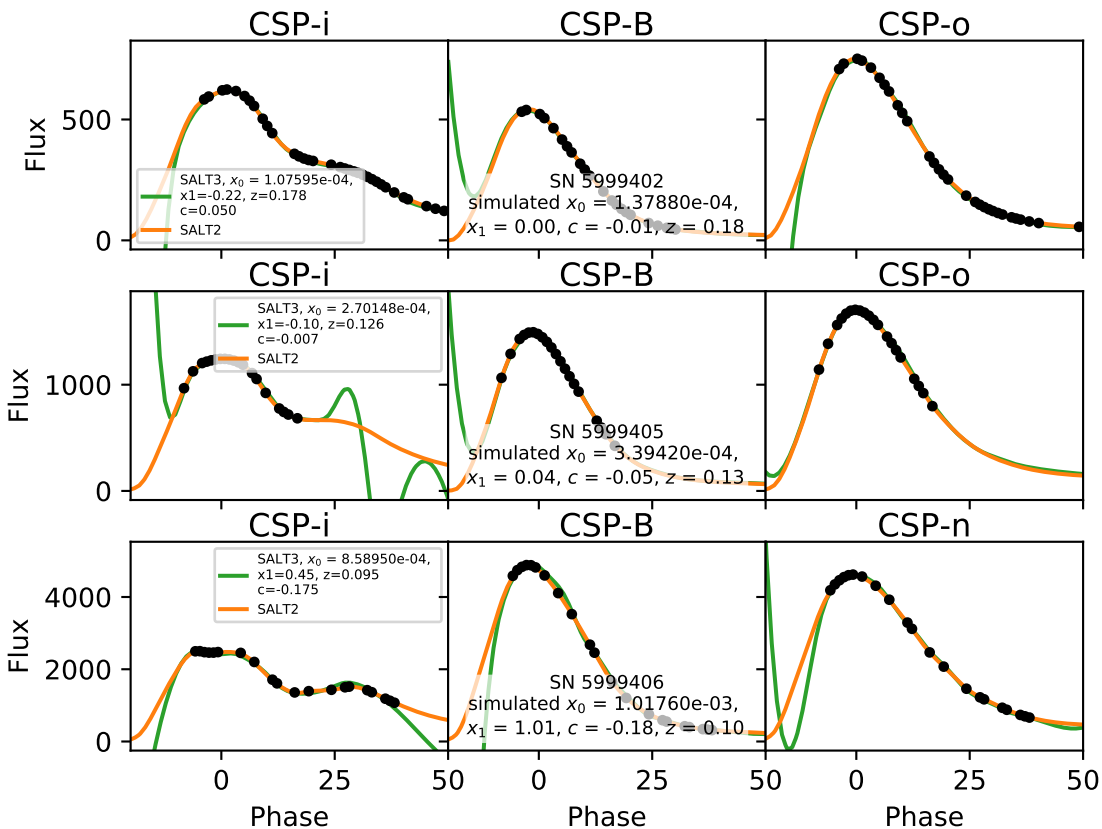 CSP-i CSP-B CSP-o
Flux
500
0
SALT3, x₀ = 1.07595e-04,
x1=-0.22, z=0.178
c=0.050
SALT2
SN 5999402
simulated x₀ = 1.37880e-04,
x₁ = 0.00, c = -0.01, z = 0.18
CSP-i CSP-B CSP-o
Flux
1000
0
SALT3, x₀ = 2.70148e-04,
x1=-0.10, z=0.126
c=-0.007
SALT2
SN 5999405
simulated x₀ = 3.39420e-04,
x₁ = 0.04, c = -0.05, z = 0.13
CSP-i CSP-B CSP-n
Flux
4000
2000
0
SALT3, x₀ = 8.58950e-04,
x1=0.45, z=0.095
c=-0.175
SALT2
SN 5999406
simulated x₀ = 1.01760e-03,
x₁ = 1.01, c = -0.18, z = 0.10
0 25 50 0 25 50 0 25 50
Phase Phase Phase